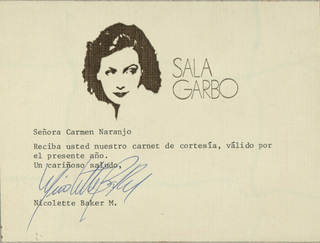 SALA
GARBO
Señora Carmen Naranjo
Reciba usted nuestro carnet de cortesía, válido por
el presente año.
Un cariñoso saludo,
Nicolette Baker M.